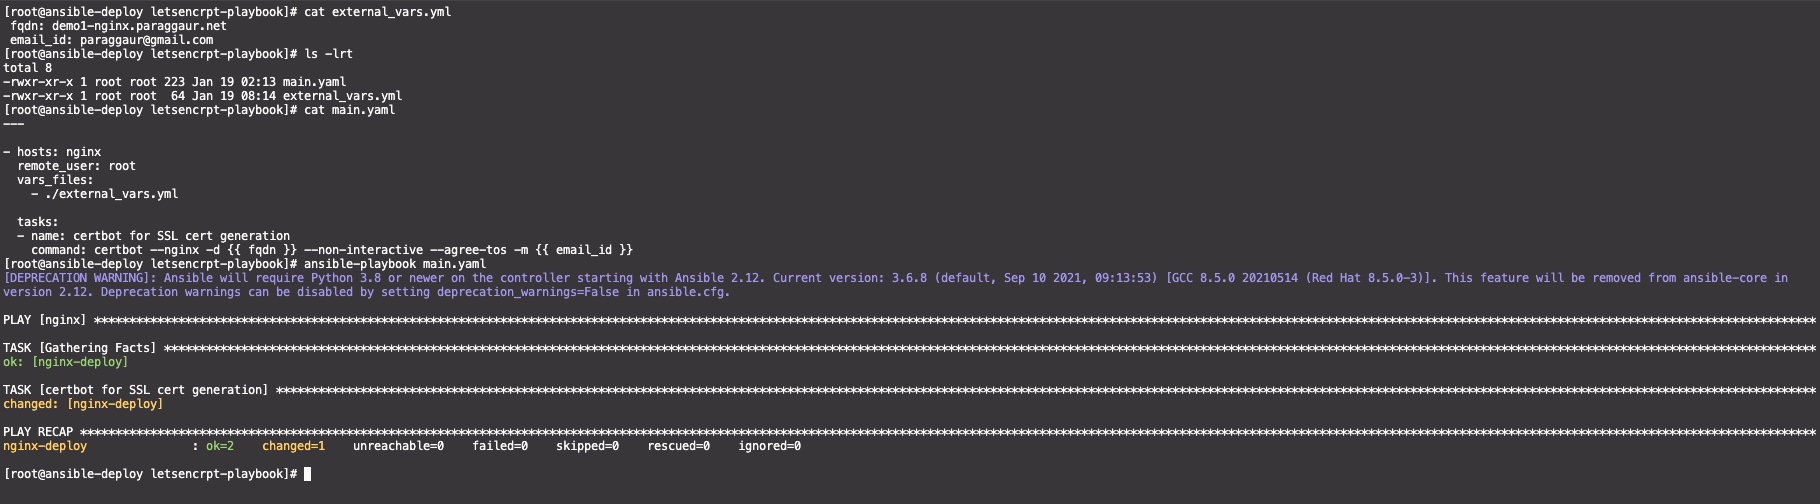 [root@ansible-deploy letsencrpt-playbook]# cat external_vars.yml
 fqdn: demo1-nginx.paraggaur.net
 email_id: paraggaur@gmail.com
[root@ansible-deploy letsencrpt-playbook]# ls -lrt
total 8
-rwxr-xr-x 1 root root 223 Jan 19 02:13 main.yaml
-rwxr-xr-x 1 root root  64 Jan 19 08:14 external_vars.yml
[root@ansible-deploy letsencrpt-playbook]# cat main.yaml
---
- hosts: nginx
  remote_user: root
  vars_files:
    - ./external_vars.yml
  tasks:
  - name: certbot for SSL cert generation
    command: certbot --nginx -d {{ fqdn }} --non-interactive --agree-tos -m {{ email_id }}
[root@ansible-deploy letsencrpt-playbook]# ansible-playbook main.yaml
[DEPRECATION WARNING]: Ansible will require Python 3.8 or newer on the controller starting with Ansible 2.12. Current version: 3.6.8 (default, Sep 10 2021, 09:13:53) [GCC 8.5.0 20210514 (Red Hat 8.5.0-3)]. This feature will be removed from ansible-core in
version 2.12. Deprecation warnings can be disabled by setting deprecation_warnings=False in ansible.cfg.
PLAY [nginx] ****************************************************************
TASK [Gathering Facts] ****************************************************************
ok: [nginx-deploy]
TASK [certbot for SSL cert generation] ****************************************************************
changed: [nginx-deploy]
PLAY RECAP ****************************************************************
nginx-deploy               : ok=2    changed=1    unreachable=0    failed=0    skipped=0    rescued=0    ignored=0
[root@ansible-deploy letsencrpt-playbook]#